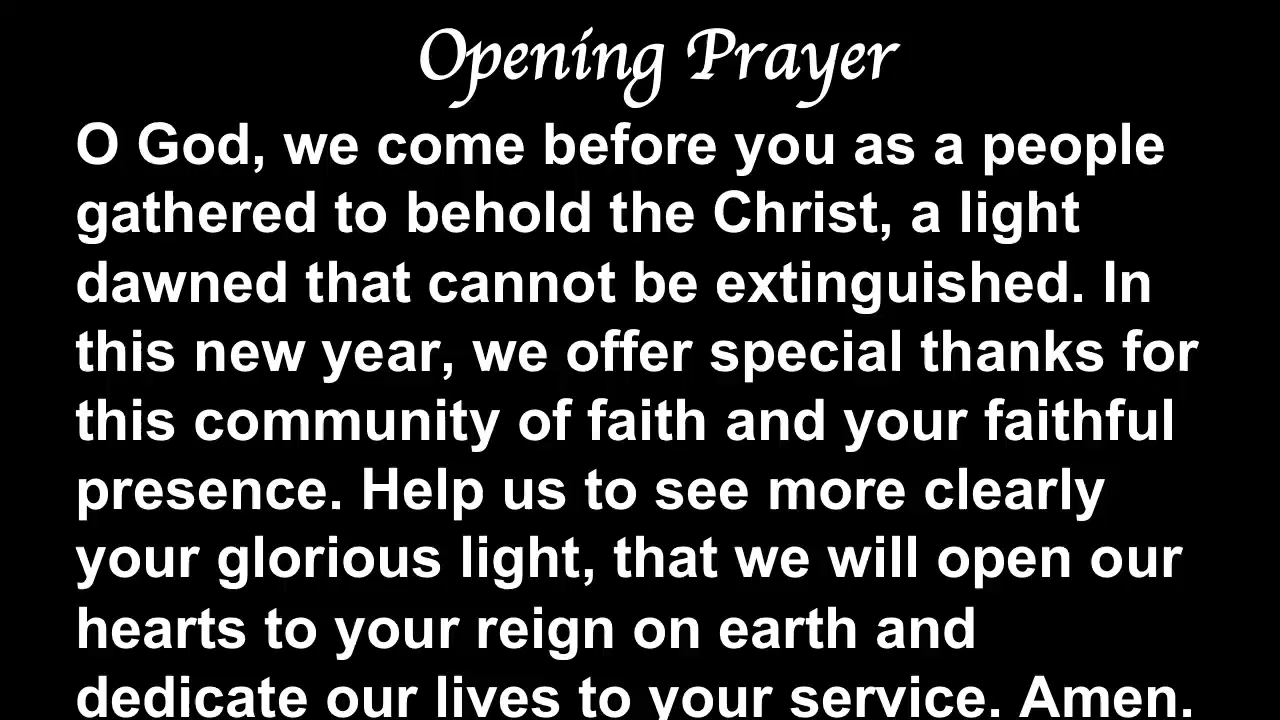 Opening Prayer
O God, we come before you as a people
gathered to behold the Christ, a light
dawned that cannot be extinguished. In
this new year, we offer special thanks for
this community of faith and your faithful
presence. Help us to see more clearly
your glorious light, that we will open our
hearts to your reign on earth and
dedicate our lives to your service. Amen.